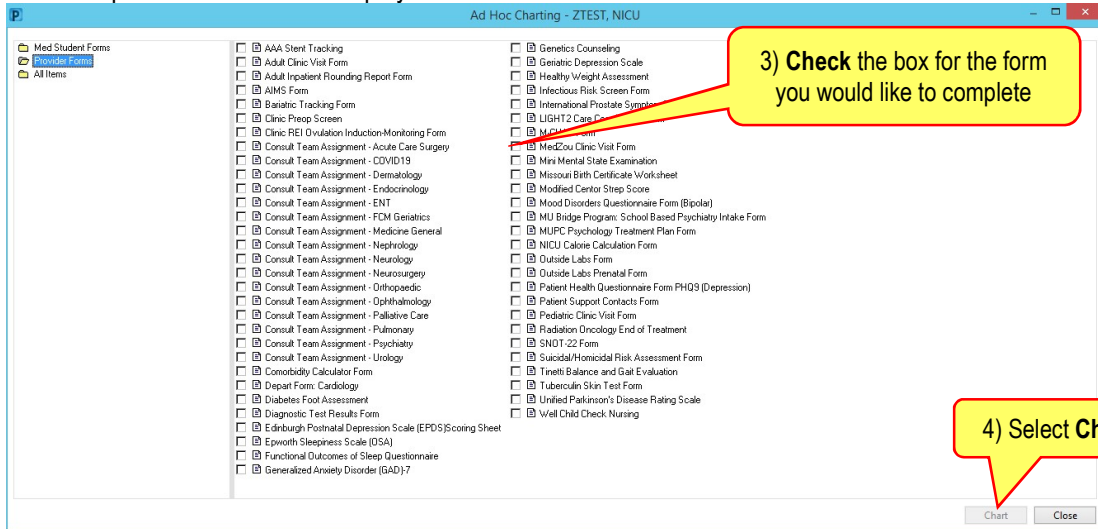 Ad Hoc Charting - ZTEST, NICU
Med Student Forms
Provider Forms
All Items
AAA Stent Tracking
Adult Clinic Visit Form
Adult Inpatient Rounding Report Form
AIMS Form
Bariatric Tracking Form
Clinic Preop Screen
Clinic REI Ovulation Induction-Monitoring Form
Consult Team Assignment - Acute Care Surgery
Consult Team Assignment - COVID19
Consult Team Assignment - Dermatology
Consult Team Assignment - Endocrinology
Consult Team Assignment - ENT
Consult Team Assignment - FCM Geriatrics
Consult Team Assignment - Medicine General
Consult Team Assignment - Nephrology
Consult Team Assignment - Neurology
Consult Team Assignment - Neurosurgery
Consult Team Assignment - Orthopaedic
Consult Team Assignment - Ophthalmology
Consult Team Assignment - Palliative Care
Consult Team Assignment - Pulmonary
Consult Team Assignment - Psychiatry
Consult Team Assignment - Urology
Comorbidity Calculator Form
Depart Form: Cardiology
Diabetes Foot Assessment
Diagnostic Test Results Form
Edinburgh Postnatal Depression Scale (EPDS)Scoring Sheet
Epworth Sleepiness Scale (OSA)
Functional Outcomes of Sleep Questionnaire
Generalized Anxiety Disorder (GAD)-7
Genetics Counseling
Geriatric Depression Scale
Healthy Weight Assessment
Infectious Risk Screen Form
International Prostate
LIGHT2 Care
MedZou Clinic Visit Form
Mini Mental State Examination
Missouri Birth Certificate Worksheet
Modified Centor Strep Score
Mood Disorders Questionnaire Form (Bipolar)
MU Bridge Program: School Based Psychiatry Intake Form
MUPC Psychology Treatment Plan Form
NICU Calorie Calculation Form
Outside Labs Form
Outside Labs Prenatal Form
Patient Health Questionnaire Form PHQ9 (Depression)
Patient Support Contacts Form
Pediatric Clinic Visit Form
Radiation Oncology End of Treatment
SNOT-22 Form
Suicidal/Homicidal Risk Assessment Form
Tinetti Balance and Gait Evaluation
Tuberculin Skin Test Form
Unified Parkinson's Disease Rating Scale
Well Child Check Nursing
3) Check the box for the form
you would like to complete
4) Select
Chart
Close